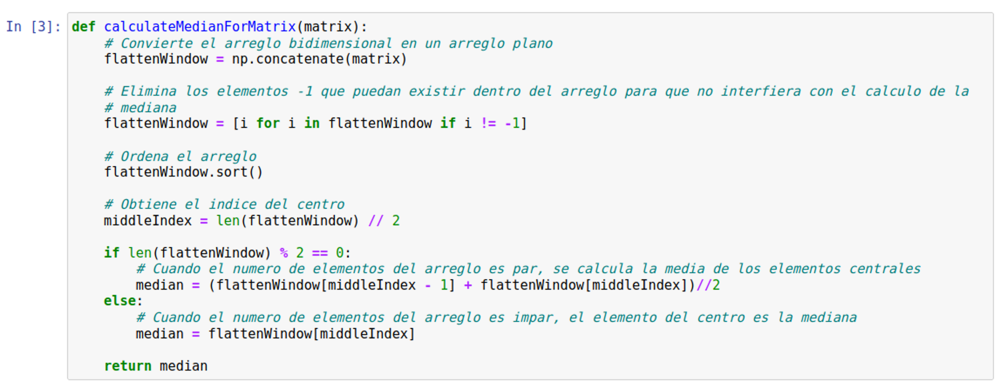 In [3]: def calculateMedianForMatrix(matrix):
    # Convierte el arreglo bidimensional en un arreglo plano
    flattenWindow = np.concatenate(matrix)

    # Elimina los elementos -1 que puedan existir dentro del arreglo para que no interfiera con el calculo de la
    # mediana
    flattenWindow = [i for i in flattenWindow if i != -1]

    # Ordena el arreglo
    flattenWindow.sort()

    # Obtiene el indice del centro
    middleIndex = len(flattenWindow) // 2

    if len(flattenWindow) % 2 == 0:
        # Cuando el numero de elementos del arreglo es par, se calcula la media de los elementos centrales
        median = (flattenWindow[middleIndex - 1] + flattenWindow[middleIndex])//2
    else:
        # Cuando el numero de elementos del arreglo es impar, el elemento del centro es la mediana
        median = flattenWindow[middleIndex]

    return median